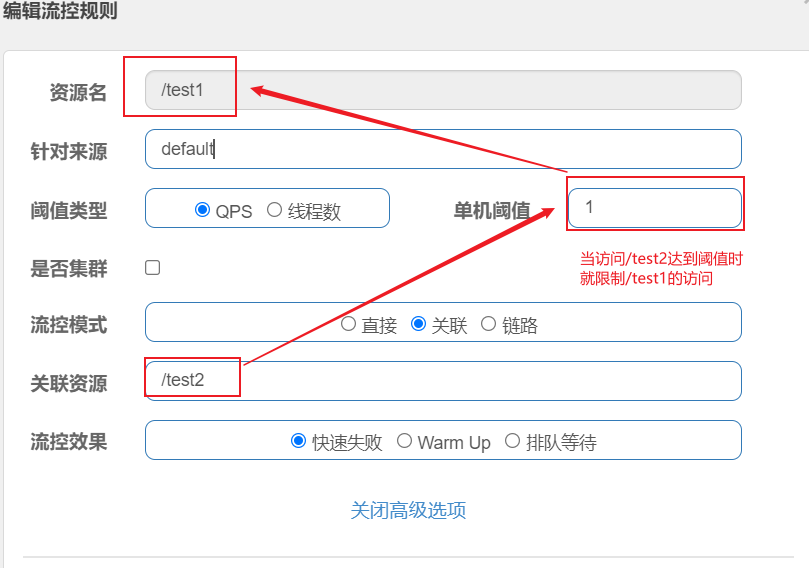 编辑流控规则
资源名 /test1
针对来源 default
阈值类型 QPS 线程数 单机阈值 1
当访问/test2达到阈值时
就限制/test1的访问
是否集群
流控模式 直接 关联 链路
关联资源 /test2
流控效果 快速失败 Warm Up 排队等待
关闭高级选项